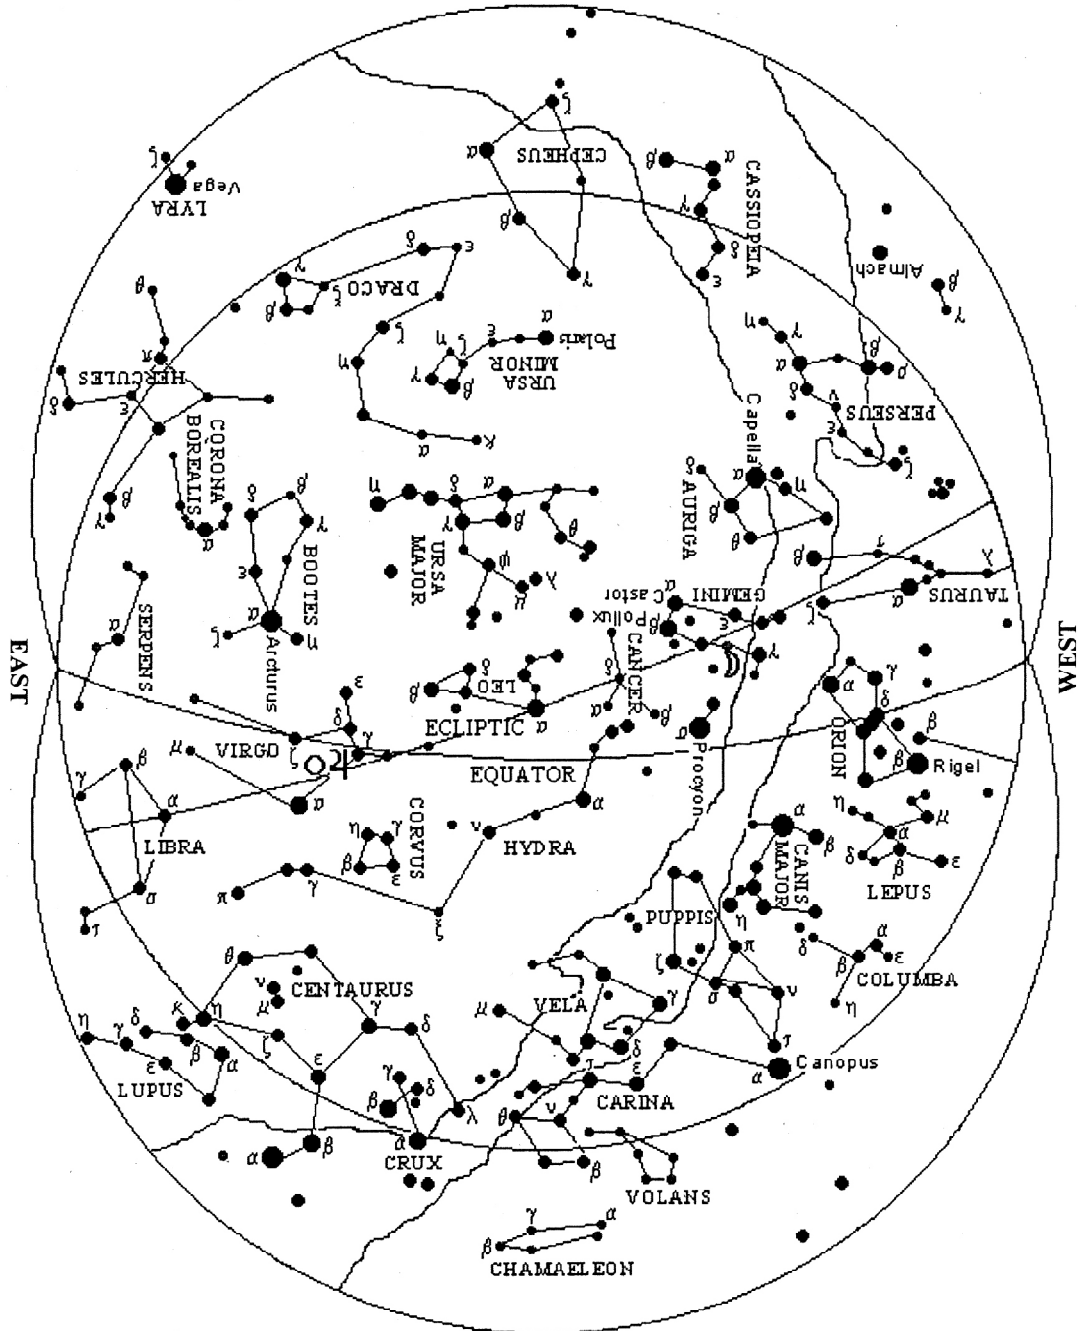 ζ
CEPHEUS
α
β
γ
β
α
γ
δ
ε
CASSIOPEIA
ζ
Vega
LYRA
Almach
β
γ
γ
β
ξ
DRACO
δ
ε
ζ
η
α
κ
α
Polaris
ε
ζ
η
γ
β
URSA
MINOR
θ
π
HERCULES
δ
ε
β
γ
η
γ
α
δ
β
ρ
ν
ε
ζ
PERSEUS
CORONA
BOREALIS
α
δ
β
γ
ε
BOOTES
α
Arcturus
ζ
η
η
δ
α
γ
β
θ
ψ
λ
μ
URSA
MAJOR
Capella
α
δ
η
β
θ
AURIGA
β
τ
λ
α
ζ
TAURUS
α
Castor
GEMINI
ε
β
Pollux
γ
CANCER
δ
α
β
SERPENS
α
EAST
WEST
δ
β
LEO
α
ECLIPTIC
ε
δ
γ
VIRGO
ζ
α
μ
EQUATOR
α
Procyon
α
γ
δ
β
β
Rigel
ORION
γ
β
α
LIBRA
σ
τ
CORVUS
η
γ
β
ε
ν
α
HYDRA
γ
π
ξ
α
β
CANIS
MAJOR
η
η
μ
α
δ
β
ε
LEPUS
PUPPIS
π
ζ
σ
ν
τ
δ
α
β
ε
η
COLUMBA
θ
ν
μ
CENTAURUS
κ
η
ζ
γ
δ
ε
λ
α
β
η
γ
δ
ε
β
α
LUPUS
μ
VELA
γ
δ
α
Canopus
ι
ε
CARINA
ν
θ
β
γ
δ
β
α
CRUX
VOLANS
γ
α
β
CHAMAELEON